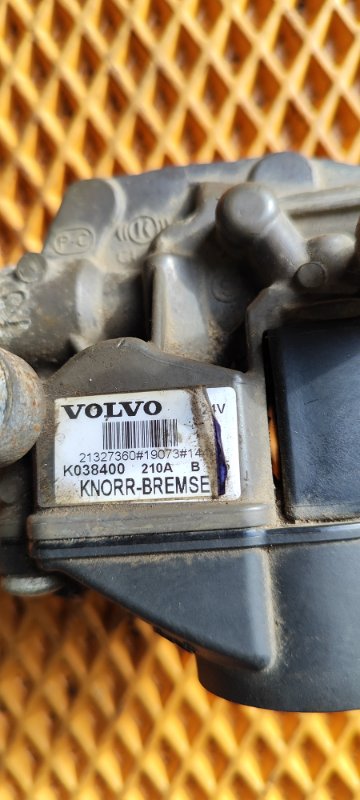 VOLVO 24V
21327360#19073#14
K038400 210A B
KNORR-BREMSE
P-C